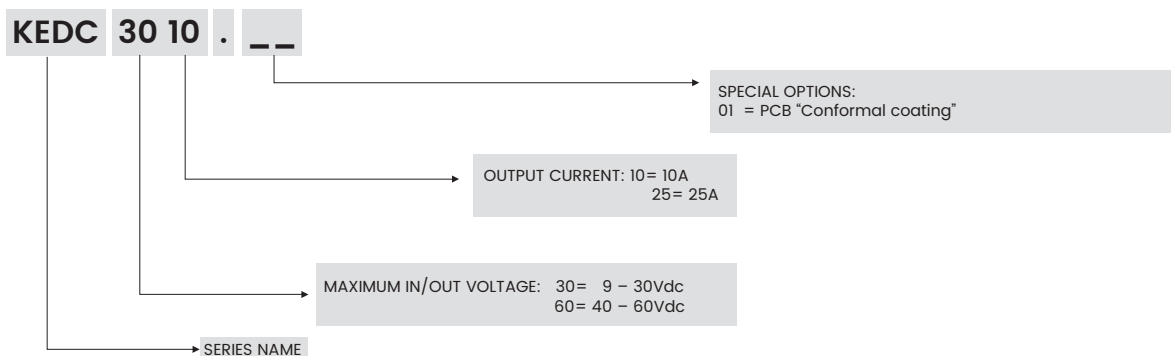 KEDC 30 10 . _ _
SPECIAL OPTIONS:
01 = PCB “Conformal coating”
OUTPUT CURRENT: 10= 10A
25= 25A
MAXIMUM IN/OUT VOLTAGE: 30= 9 – 30Vdc
60= 40 – 60Vdc
SERIES NAME